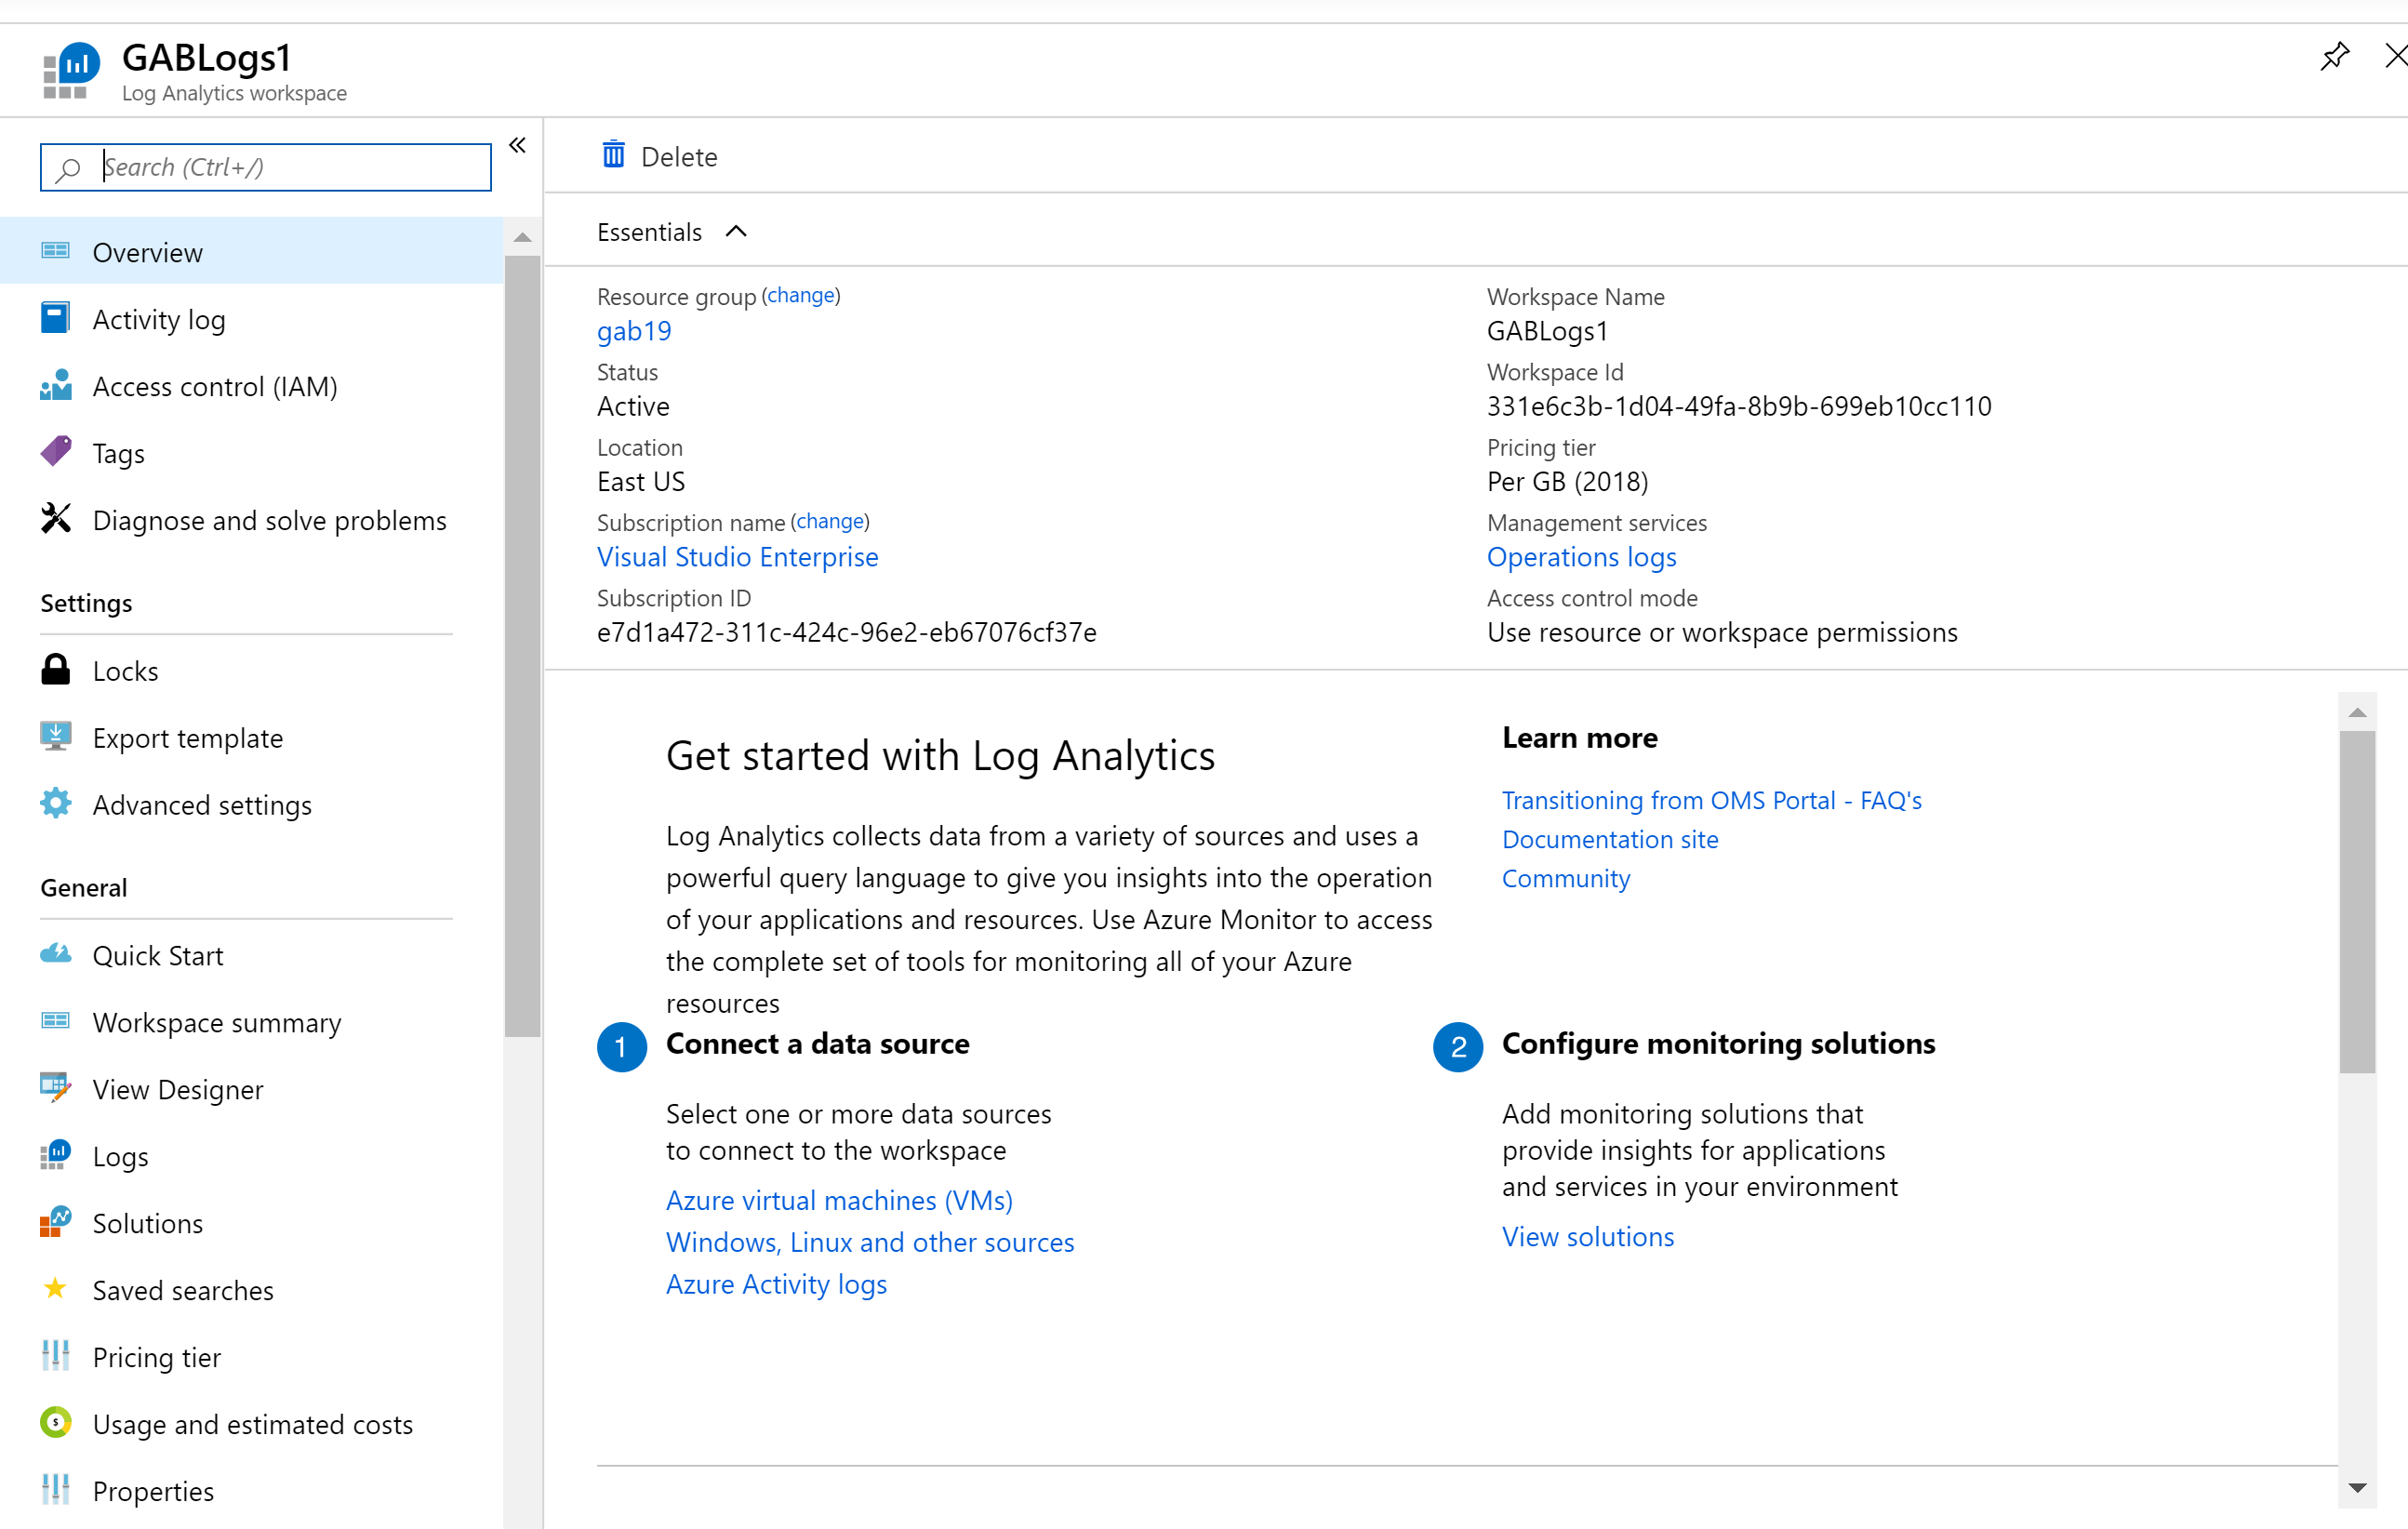 GABLogs1
Log Analytics workspace
Search (Ctrl+/)
Overview
Activity log
Access control (IAM)
Tags
Diagnose and solve problems
Settings
Locks
Export template
Advanced settings
General
Quick Start
Workspace summary
View Designer
Logs
Solutions
Saved searches
Pricing tier
Usage and estimated costs
Properties
Delete
Essentials
Resource group (change)
gab19
Status
Active
Location
East US
Subscription name (change)
Visual Studio Enterprise
Subscription ID
e7d1a472-311c-424c-96e2-eb67076cf37e
Workspace Name
GABLogs1
Workspace Id
331e6c3b-1d04-49fa-8b9b-699eb10cc110
Pricing tier
Per GB (2018)
Management services
Operations logs
Access control mode
Use resource or workspace permissions
Get started with Log Analytics
Log Analytics collects data from a variety of sources and uses a
powerful query language to give you insights into the operation
of your applications and resources. Use Azure Monitor to access
the complete set of tools for monitoring all of your Azure
resources
Learn more
Transitioning from OMS Portal - FAQ's
Documentation site
Community
1 Connect a data source
Select one or more data sources
to connect to the workspace
Azure virtual machines (VMs)
Windows, Linux and other sources
Azure Activity logs
2 Configure monitoring solutions
Add monitoring solutions that
provide insights for applications
and services in your environment
View solutions